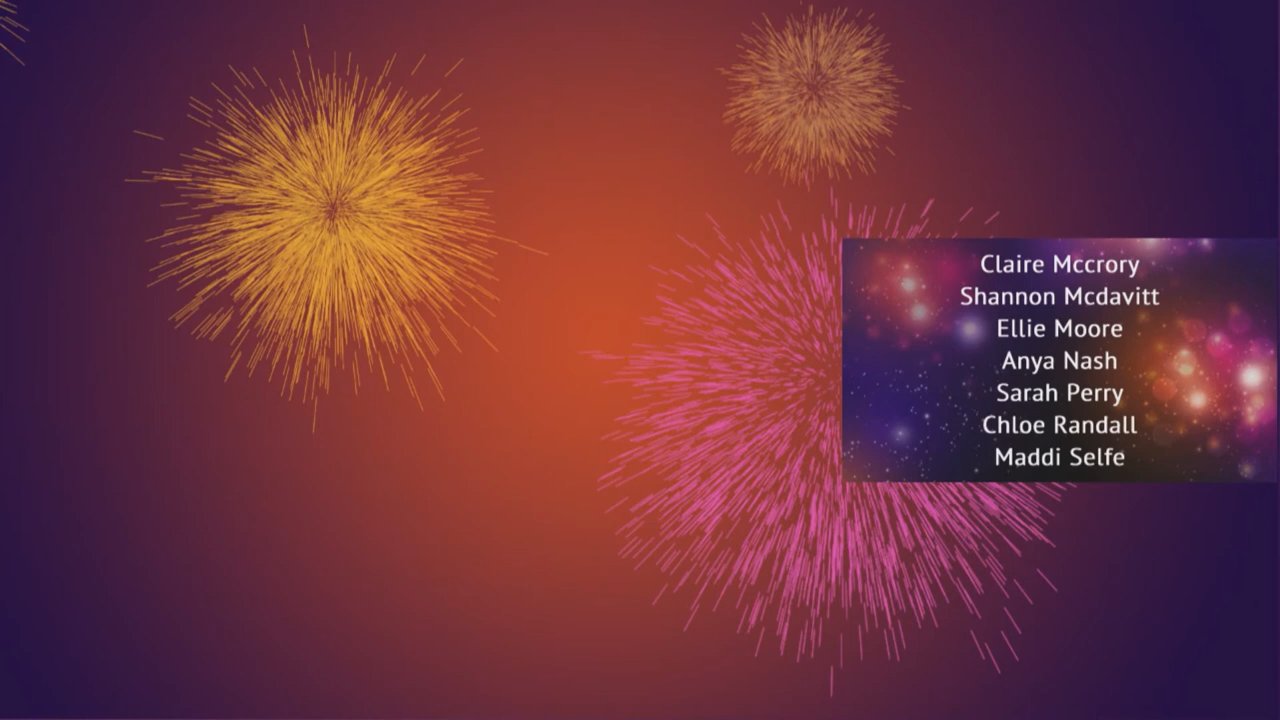 Claire Mccrory
Shannon Mcdavitt
Ellie Moore
Anya Nash
Sarah Perry
Chloe Randall
Maddi Selfe